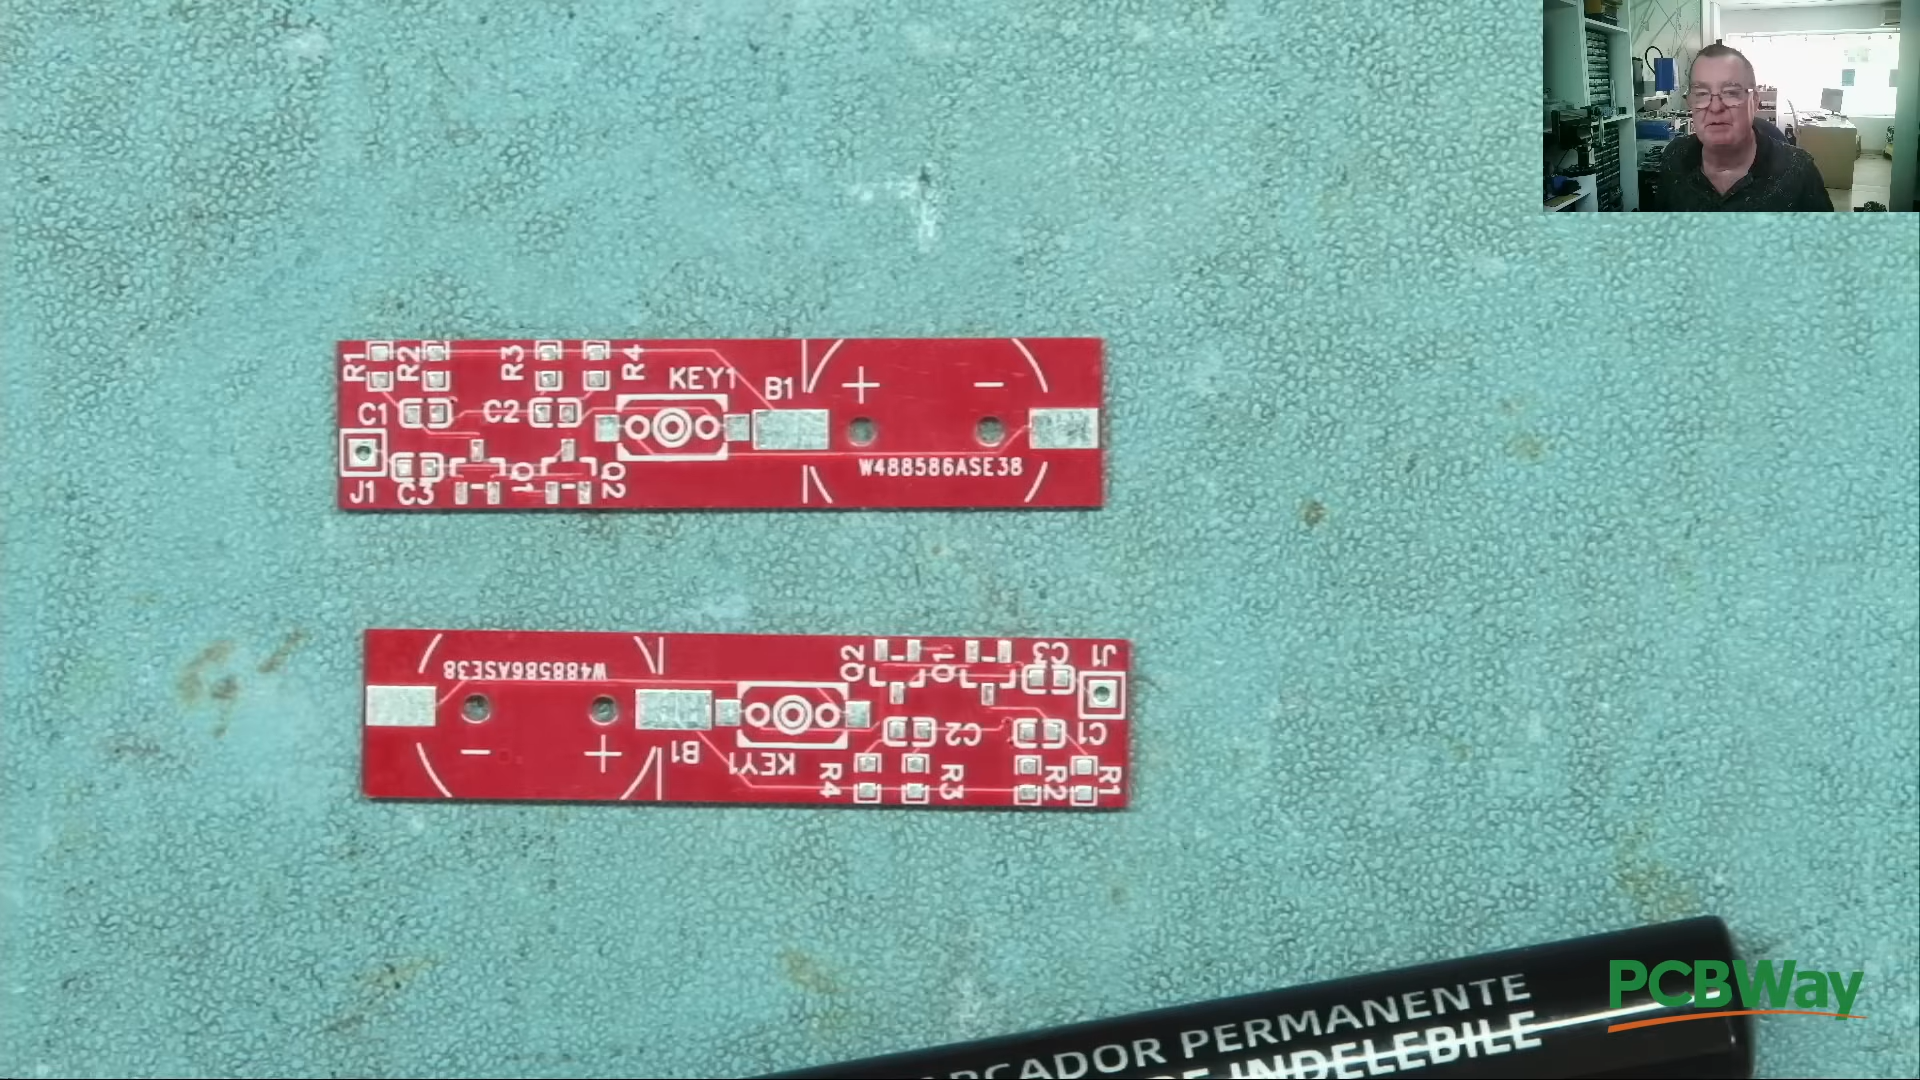 R1
R2
R3
R4
KEY1
B1
+
-
C1
C2
W488586ASE38
J1
C3
Q1
Q2
W488586ASE38
Q2
Q1
C3
J1
-
+
B1
KEY1
C2
C1
R4
R3
R2
R1
PERMANENTE
INDELEBILE
PCBWay